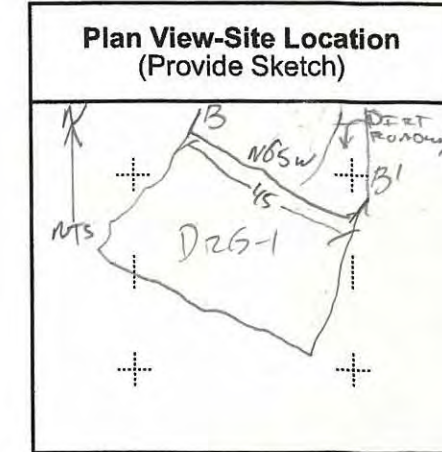 Plan View-Site Location
(Provide Sketch)
N
B
DIRT
ROADWAY
N65W
B'
45
NTS
DRG-1